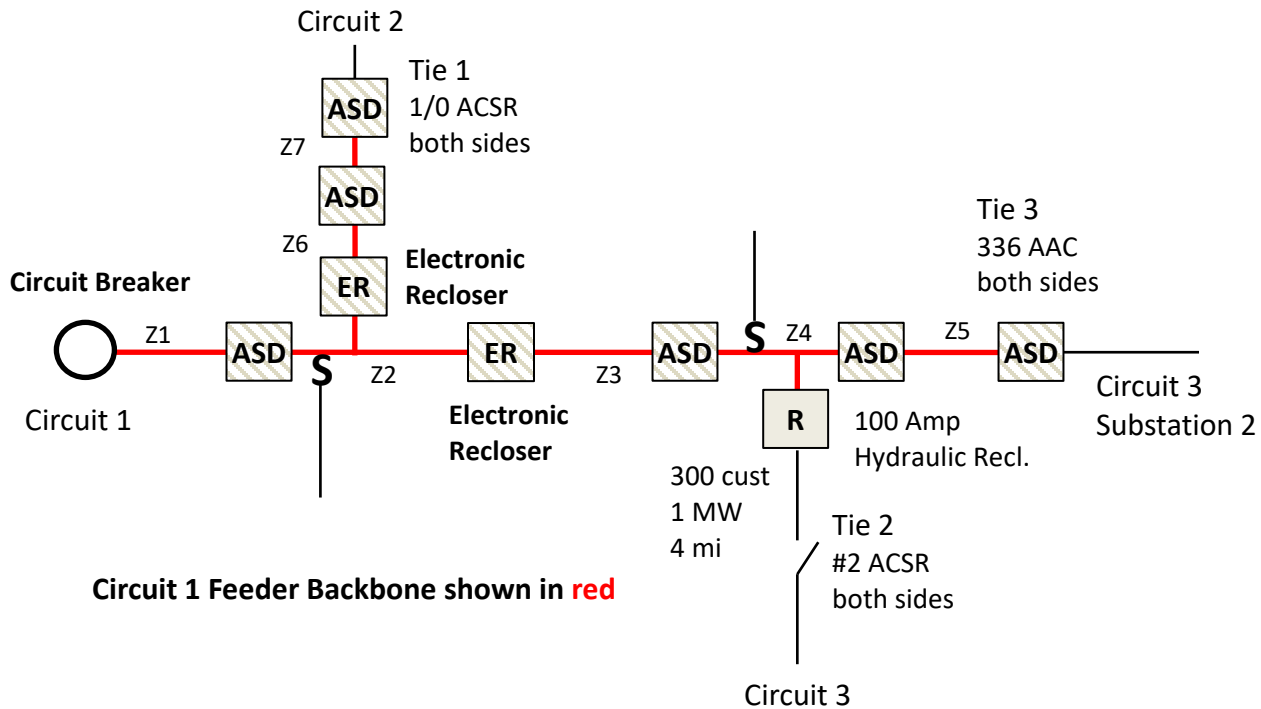 Circuit 2
ASD
Tie 1
1/0 ACSR
both sides
Z7
ASD
Z6
ER
Electronic
Recloser
Circuit Breaker
Circuit 1
Z1
ASD
S
Z2
ER
Electronic
Recloser
Z3
ASD
S
Z4
ASD
Z5
ASD
Tie 3
336 AAC
both sides
Circuit 3
Substation 2
R
100 Amp
Hydraulic Recl.
300 cust
1 MW
4 mi
Tie 2
#2 ACSR
both sides
Circuit 3
Circuit 1 Feeder Backbone shown in red